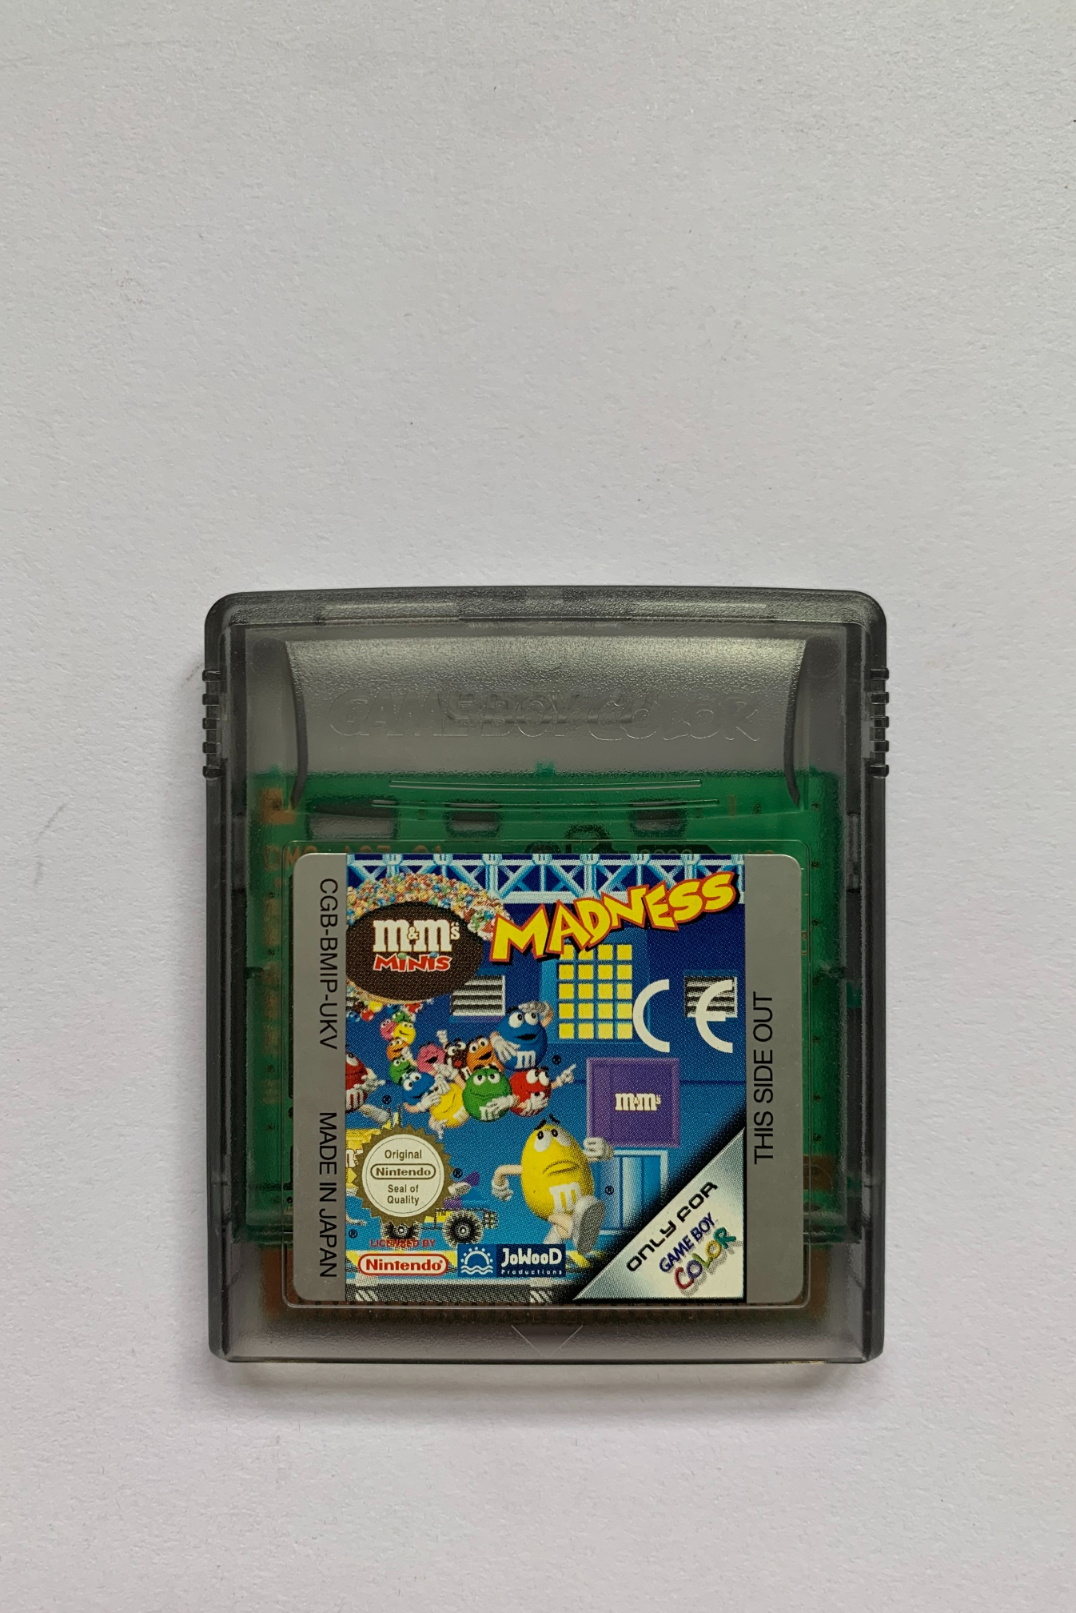 GAME BOY COLOR
m&m's
MINIS
MADNESS
CE
m&m's
m
Original
Nintendo
Seal of
Quality
LICENSED BY
Nintendo
JoWooD
Productions
ONLY FOR
GAME BOY
COLOR
CGB-BMIP-UKV MADE IN JAPAN
THIS SIDE OUT